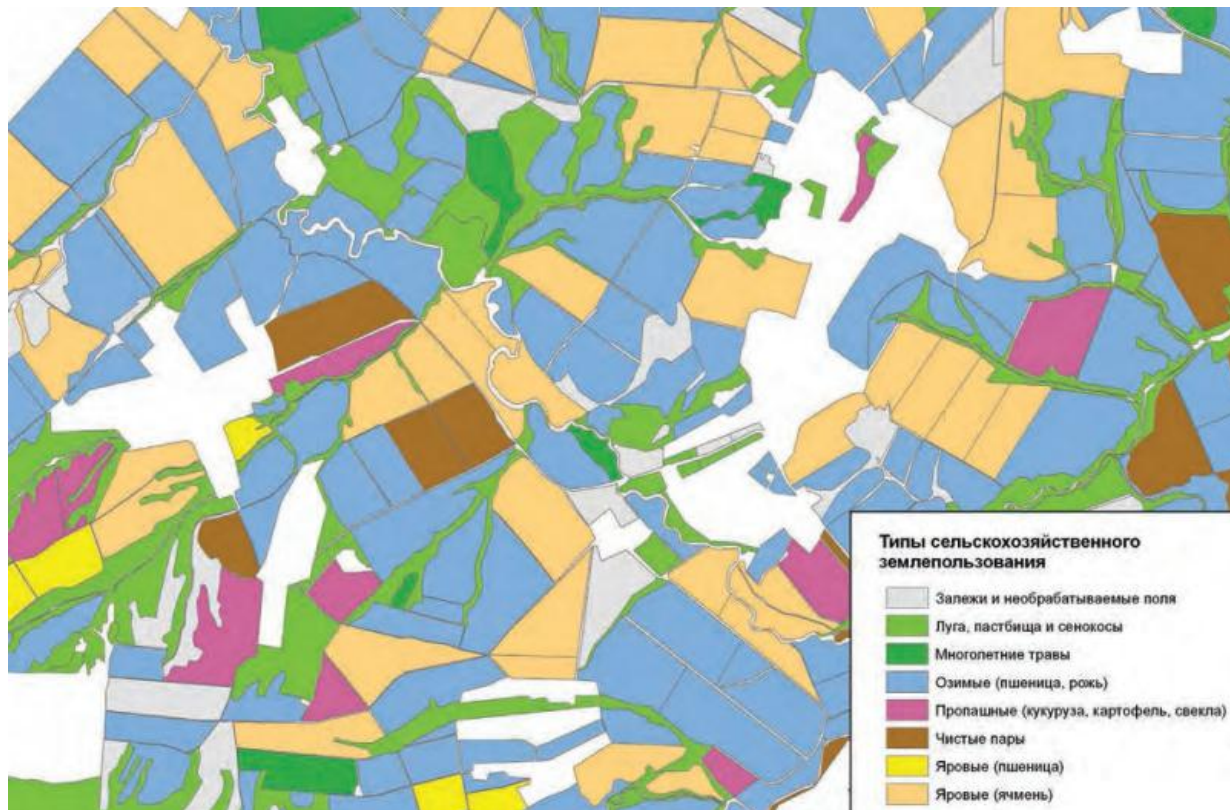 Типы сельскохозяйственного
землепользования
Залежи и необрабатываемые поля
Луга, пастбища и сенокосы
Многолетние травы
Озимые (пшеница, рожь)
Пропашные (кукуруза, картофель, свекла)
Чистые пары
Яровые (пшеница)
Яровые (ячмень)